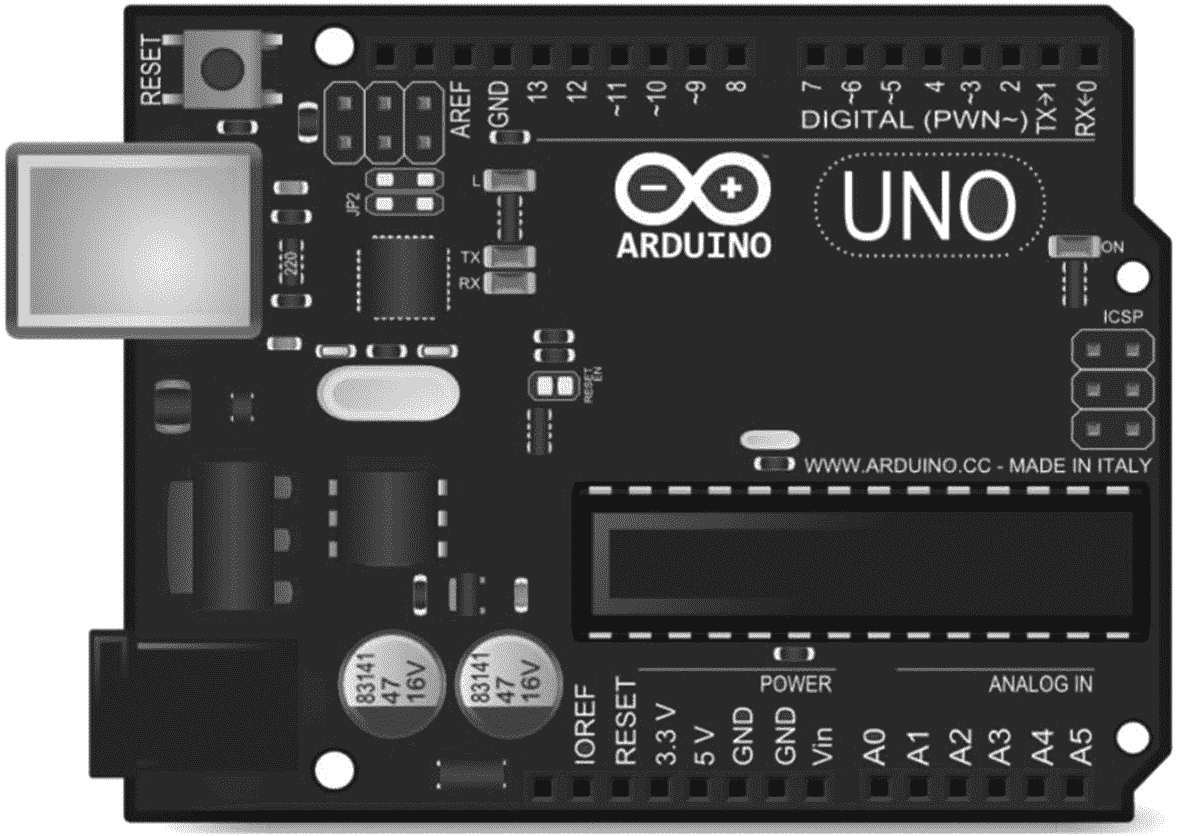 RESET
AREF
GND
13
12
~11
~10
~9
8
7
~6
~5
4
~3
2
TX→1
RX←0
DIGITAL (PWN~)
JP2
L
TX
RX
220
ARDUINO
UNO
ON
ICSP
RESET
EN
WWW.ARDUINO.CC - MADE IN ITALY
83141
47
16V
83141
47
16V
POWER
ANALOG IN
IOREF
RESET
3.3 V
5 V
GND
GND
Vin
A0
A1
A2
A3
A4
A5